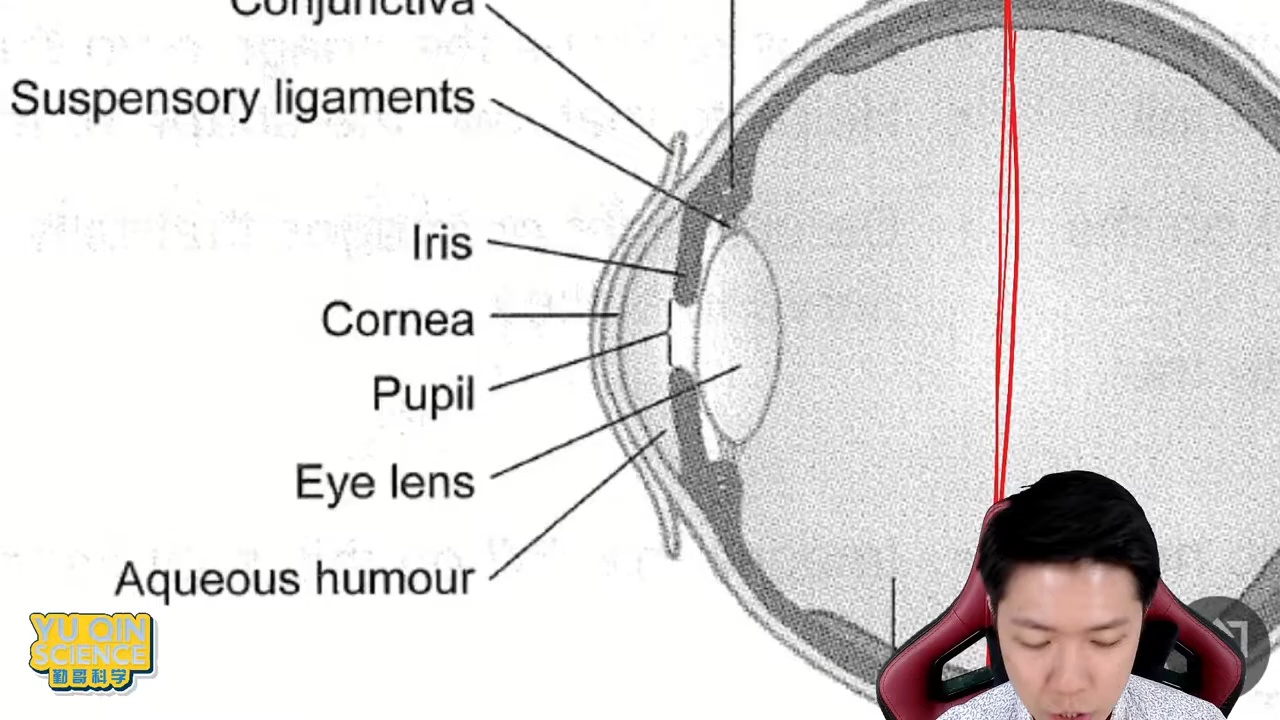 Conjunctiva
Suspensory ligaments
Iris
Cornea
Pupil
Eye lens
Aqueous humour
YU QIN
SCIENCE
勤哥科学